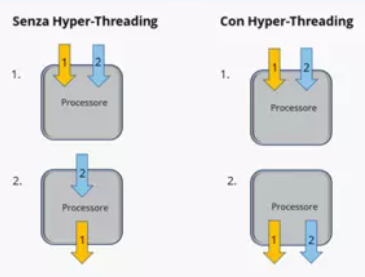 Senza Hyper-Threading
Con Hyper-Threading
1.
1 2
Processore
1.
1 2
Processore
2.
2
Processore
1
2.
Processore
1 2